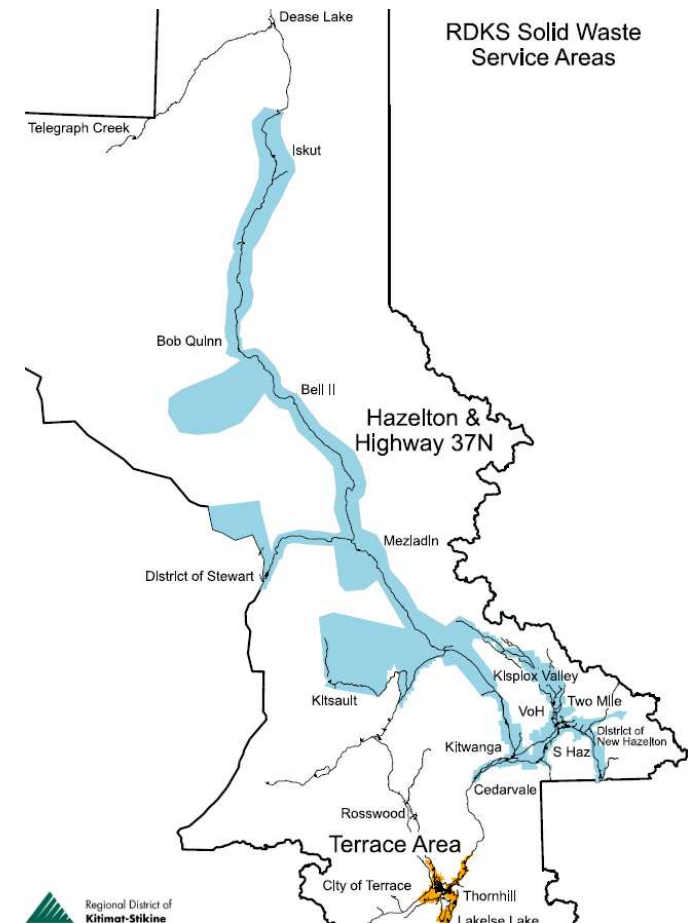 Dease Lake
RDKS Solid Waste
Service Areas
Telegraph Creek
Iskut
Bob Quinn
Bell II
Hazelton &
Highway 37N
Meziadin
District of Stewart
Kispiox Valley
Kitsault
Two Mile
VoH
District of
New Hazelton
Kitwanga
S Haz
Cedarvale
Rosswood
Terrace Area
City of Terrace
Thornhill
Lakelse Lake
Regional District of
Kitimat-Stikine